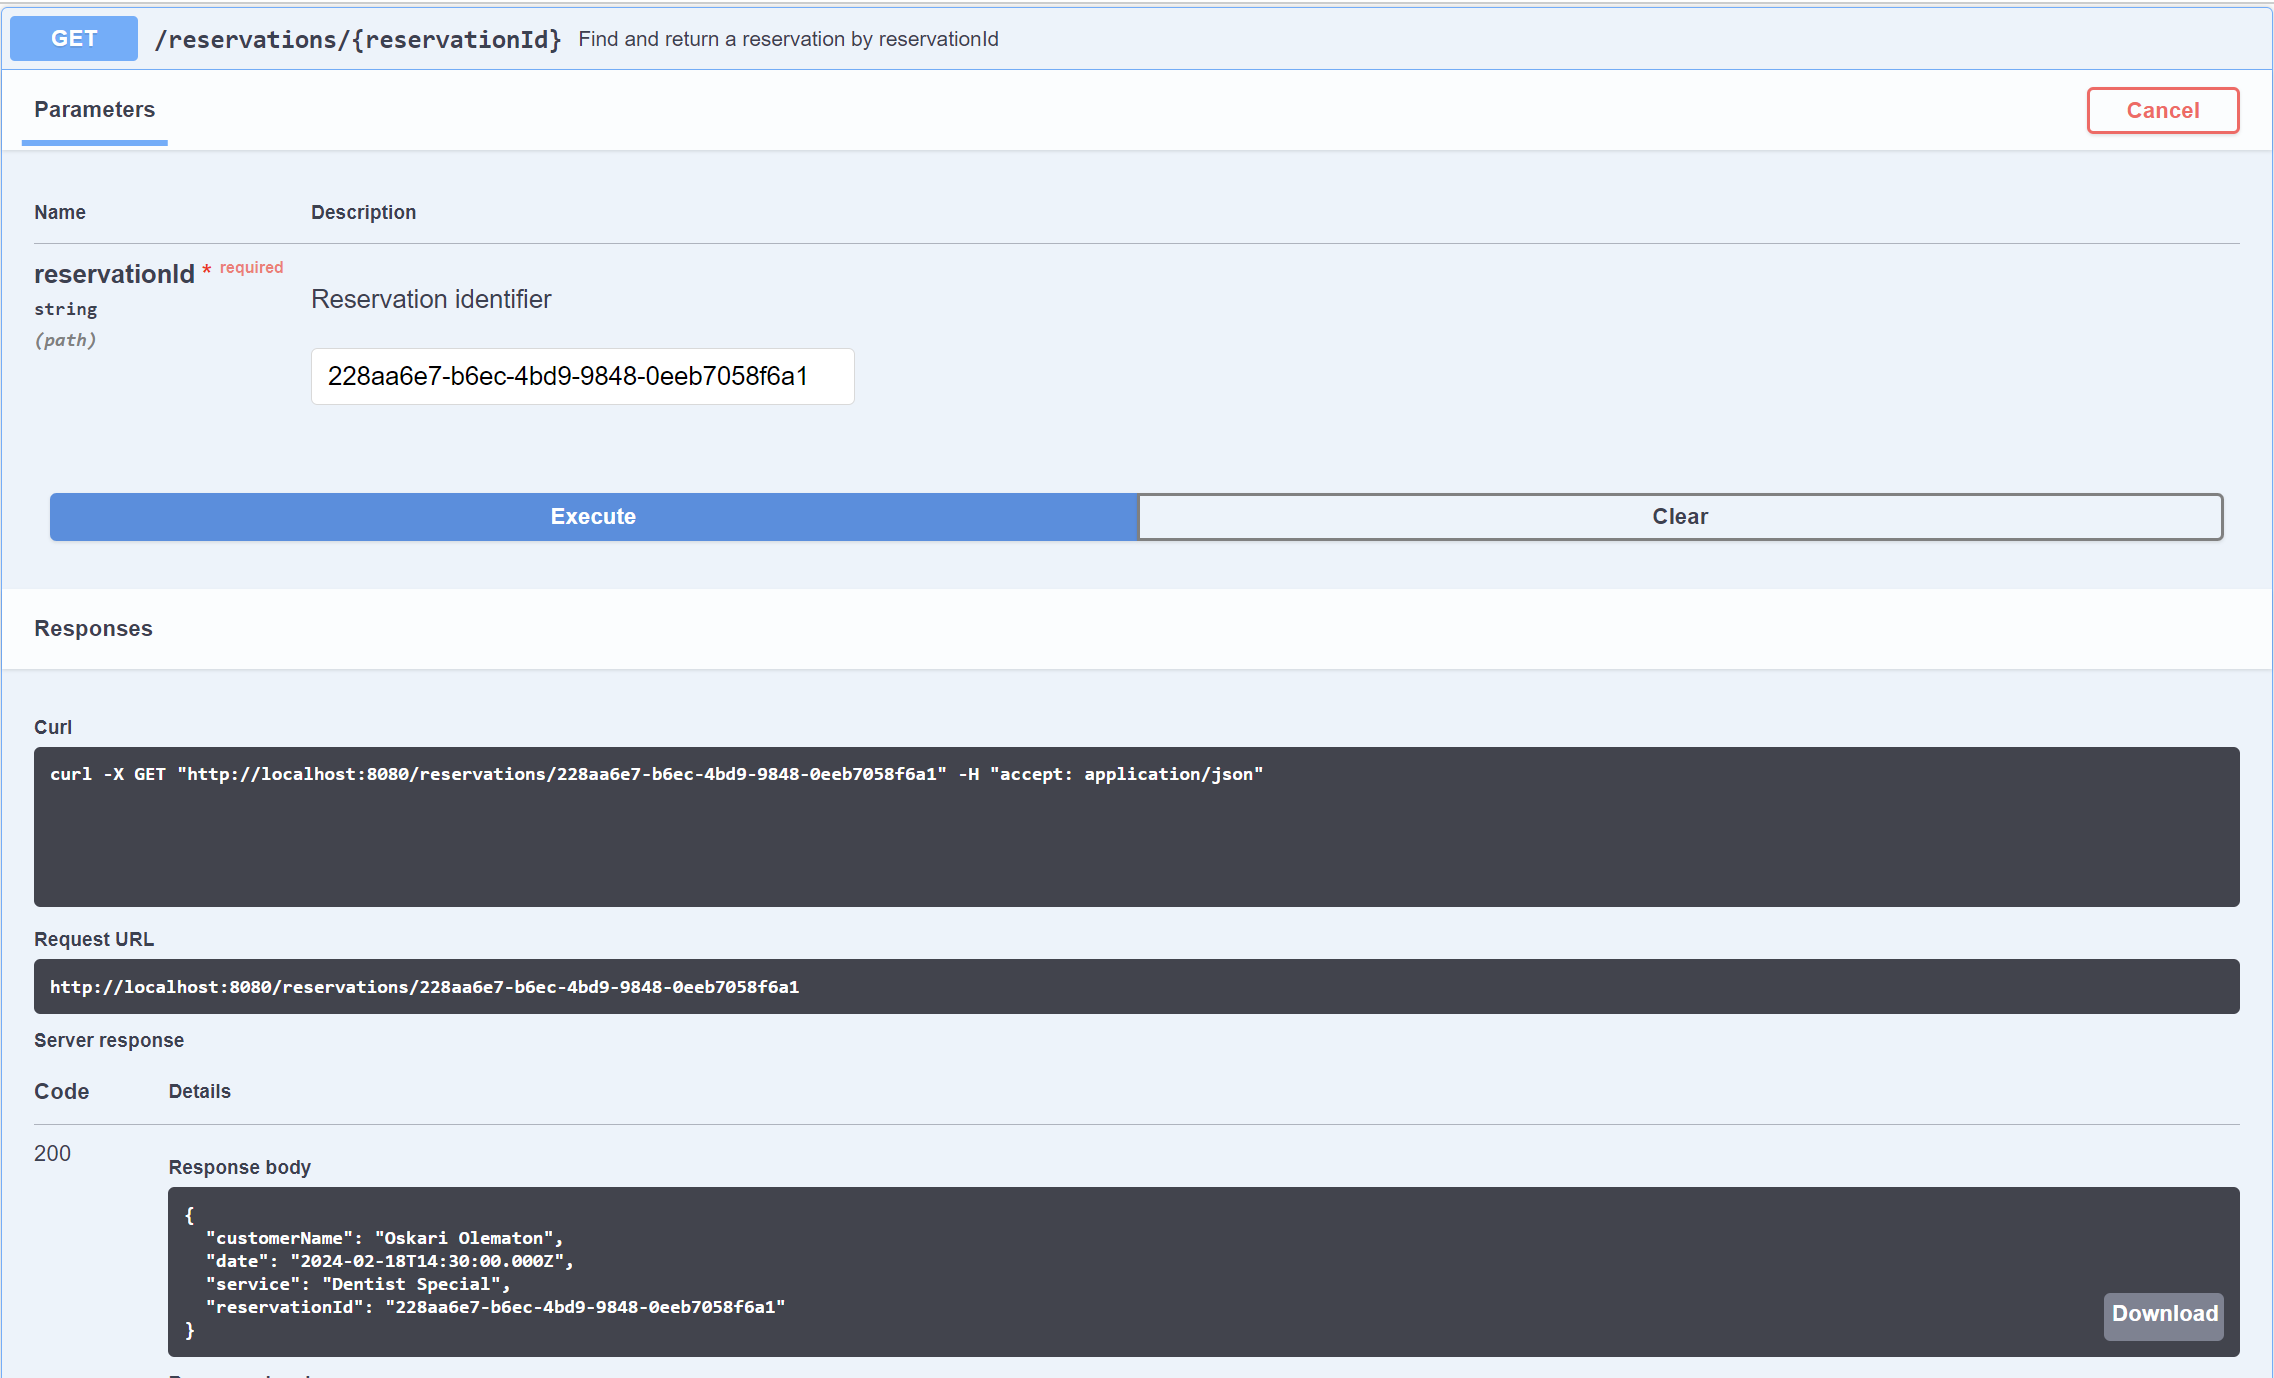 GET /reservations/{reservationId} Find and return a reservation by reservationId
Parameters
Cancel
Name Description
reservationId * required
string
(path)
Reservation identifier
228aa6e7-b6ec-4bd9-9848-0eeb7058f6a1
Execute Clear
Responses
Curl
curl -X GET "http://localhost:8080/reservations/228aa6e7-b6ec-4bd9-9848-0eeb7058f6a1" -H "accept: application/json"
Request URL
http://localhost:8080/reservations/228aa6e7-b6ec-4bd9-9848-0eeb7058f6a1
Server response
Code Details
200
Response body
{
"customerName": "Oskari Olematon",
"date": "2024-02-18T14:30:00.000Z",
"service": "Dentist Special",
"reservationId": "228aa6e7-b6ec-4bd9-9848-0eeb7058f6a1"
}
Download